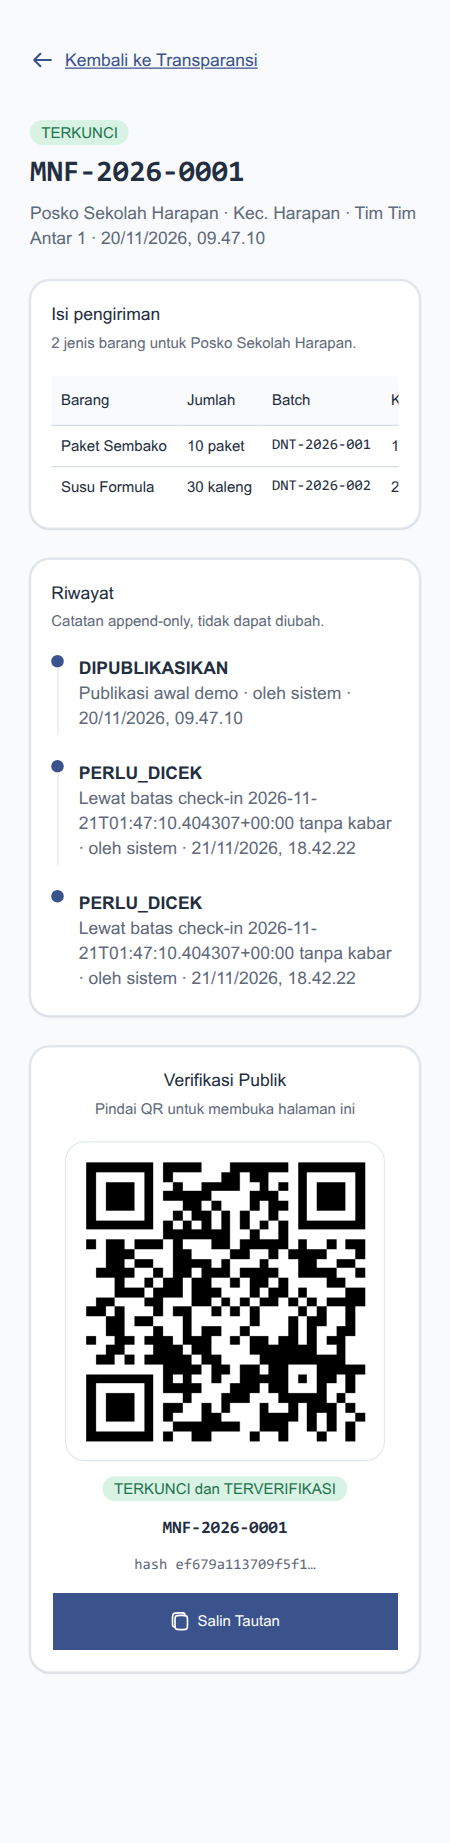 Kembali ke Transparansi
TERKUNCI
MNF-2026-0001
Posko Sekolah Harapan · Kec. Harapan · Tim Tim
Antar 1 · 20/11/2026, 09.47.10
Isi pengiriman
2 jenis barang untuk Posko Sekolah Harapan.
Barang Jumlah Batch K
Paket Sembako 10 paket DNT-2026-001 1
Susu Formula 30 kaleng DNT-2026-002 2
Riwayat
Catatan append-only, tidak dapat diubah.
DIPUBLIKASIKAN
Publikasi awal demo · oleh sistem ·
20/11/2026, 09.47.10
PERLU_DICEK
Lewat batas check-in 2026-11-
21T01:47:10.404307+00:00 tanpa kabar
· oleh sistem · 21/11/2026, 18.42.22
PERLU_DICEK
Lewat batas check-in 2026-11-
21T01:47:10.404307+00:00 tanpa kabar
· oleh sistem · 21/11/2026, 18.42.22
Verifikasi Publik
Pindai QR untuk membuka halaman ini
TERKUNCI dan TERVERIFIKASI
MNF-2026-0001
hash ef679a113709f5f1…
Salin Tautan